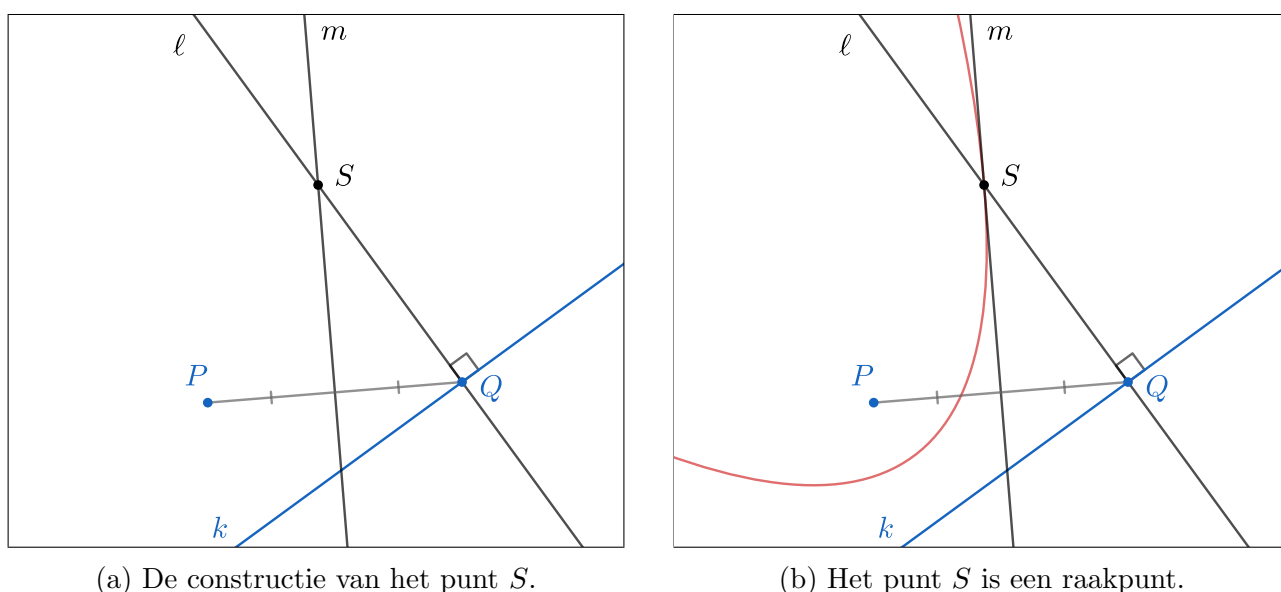 ℓ
m
S
P
Q
k
(a) De constructie van het punt S.
ℓ
m
S
P
Q
k
(b) Het punt S is een raakpunt.